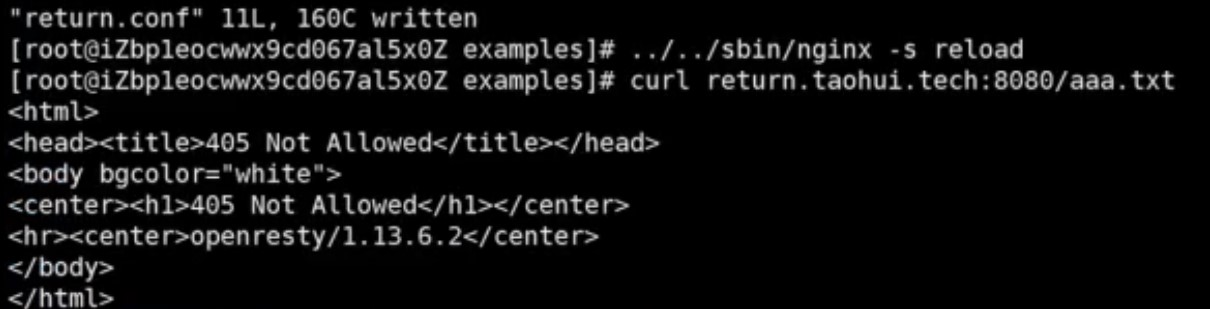 "return.conf" 11L, 160C written
[root@iZbp1eocwwx9cd067al5x0Z examples]# ../../sbin/nginx -s reload
[root@iZbp1eocwwx9cd067al5x0Z examples]# curl return.taohui.tech:8080/aaa.txt
<html>
<head><title>405 Not Allowed</title></head>
<body bgcolor="white">
<center><h1>405 Not Allowed</h1></center>
<hr><center>openresty/1.13.6.2</center>
</body>
</html>